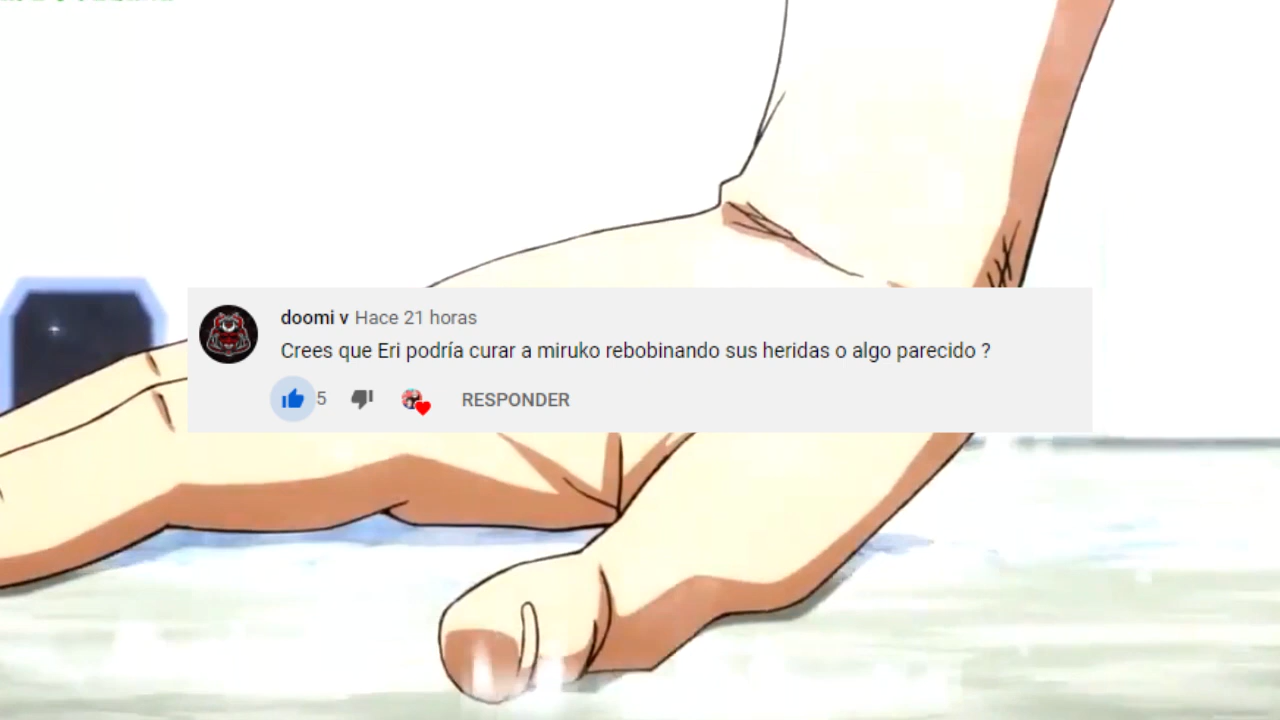 doomi v Hace 21 horas
Crees que Eri podría curar a miruko rebobinando sus heridas o algo parecido ?
5
RESPONDER